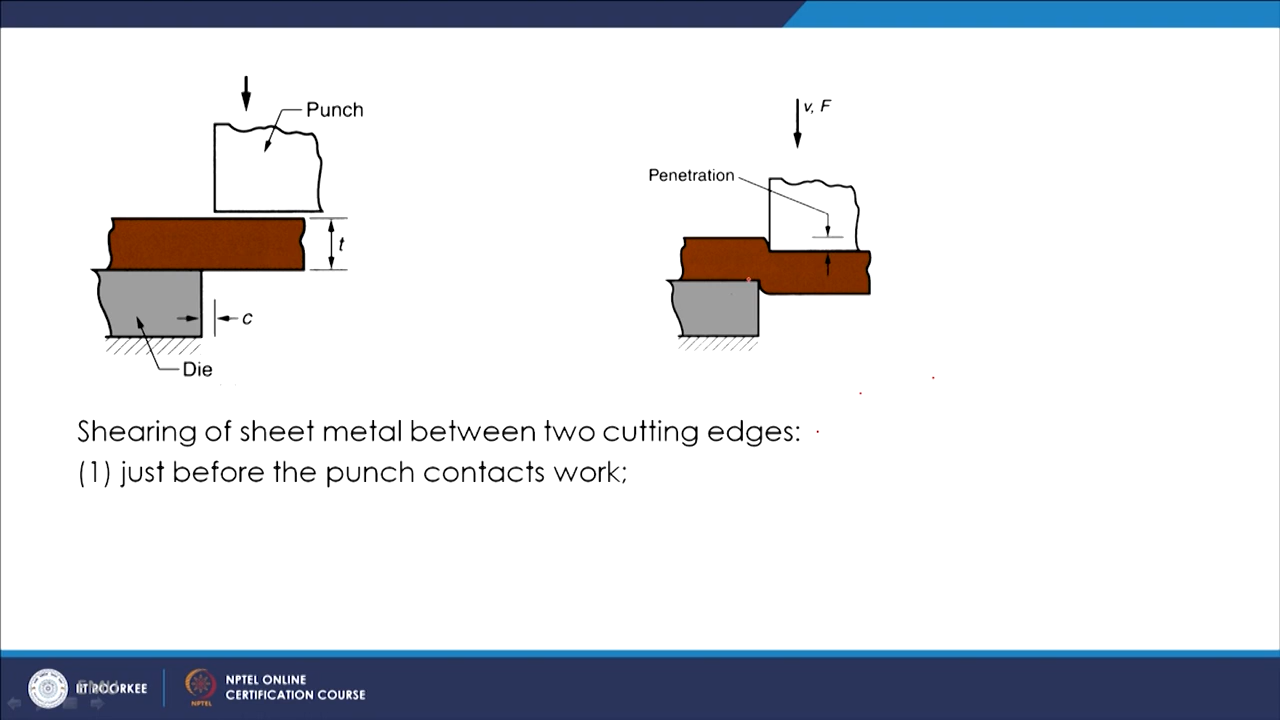 Punch
v, F
Penetration
t
c
Die
Shearing of sheet metal between two cutting edges:
(1) just before the punch contacts work;
IIT ROORKEE
NPTEL ONLINE
CERTIFICATION COURSE
NPTEL